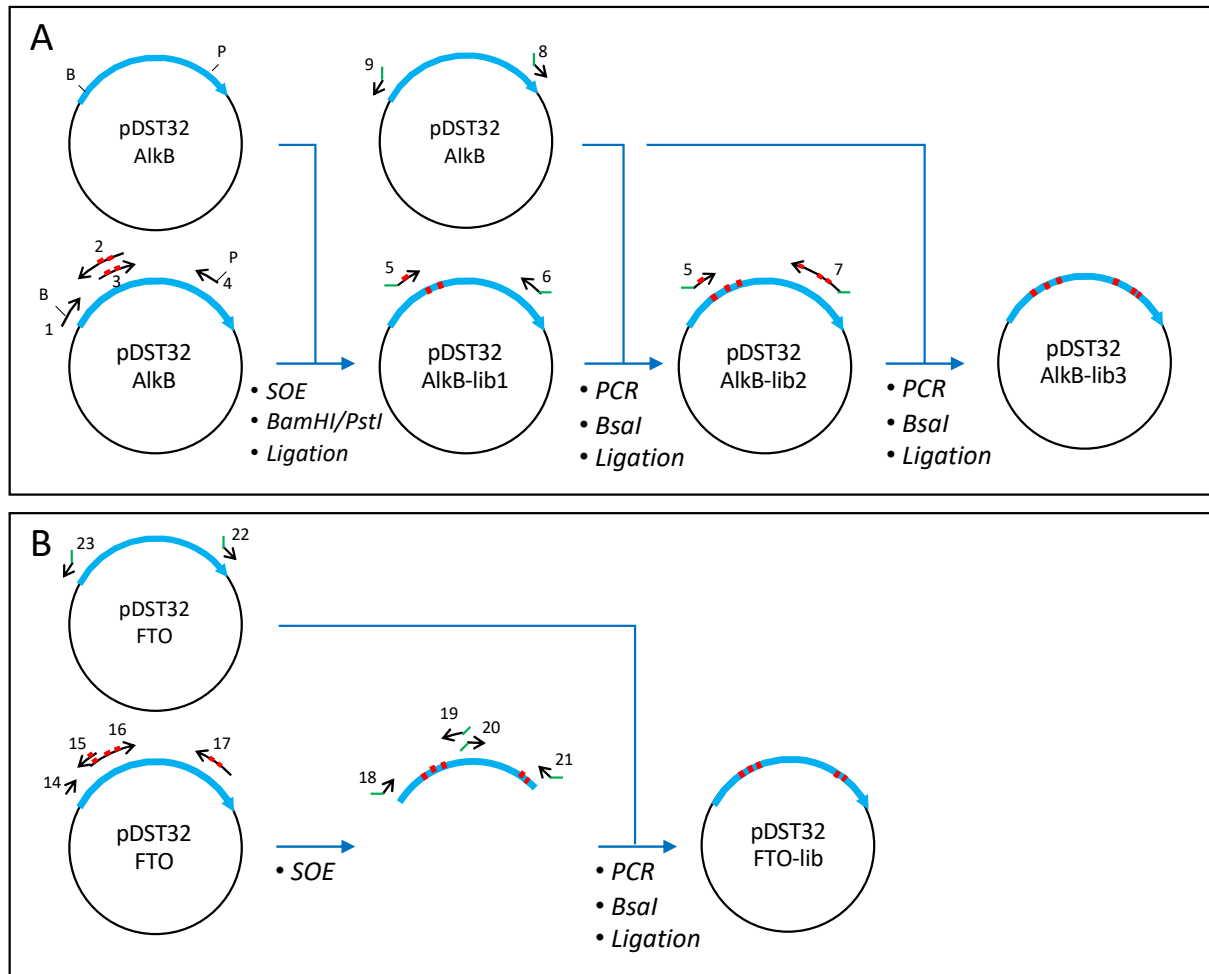 A
B
P
pDST32
AlkB
9
8
pDST32
AlkB
2
3
P
4
B
1
pDST32
AlkB
• SOE
• BamHI/PstI
• Ligation
5
6
pDST32
AlkB-lib1
• PCR
• BsaI
• Ligation
5
7
pDST32
AlkB-lib2
• PCR
• BsaI
• Ligation
pDST32
AlkB-lib3
B
23
22
pDST32
FTO
15
16
17
14
pDST32
FTO
• SOE
19
20
18
21
• PCR
• BsaI
• Ligation
pDST32
FTO-lib